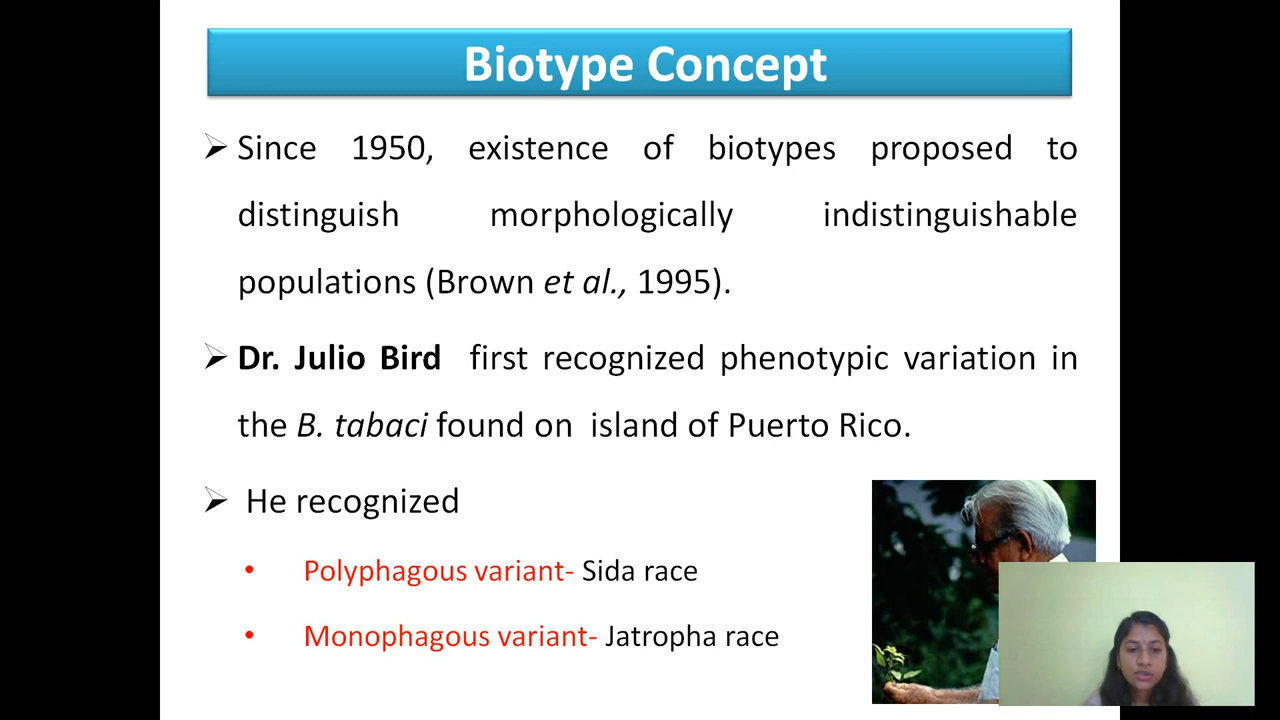 Biotype Concept
➢ Since 1950, existence of biotypes proposed to
distinguish morphologically indistinguishable
populations (Brown et al., 1995).
➢ Dr. Julio Bird first recognized phenotypic variation in
the B. tabaci found on island of Puerto Rico.
➢ He recognized
• Polyphagous variant- Sida race
• Monophagous variant- Jatropha race